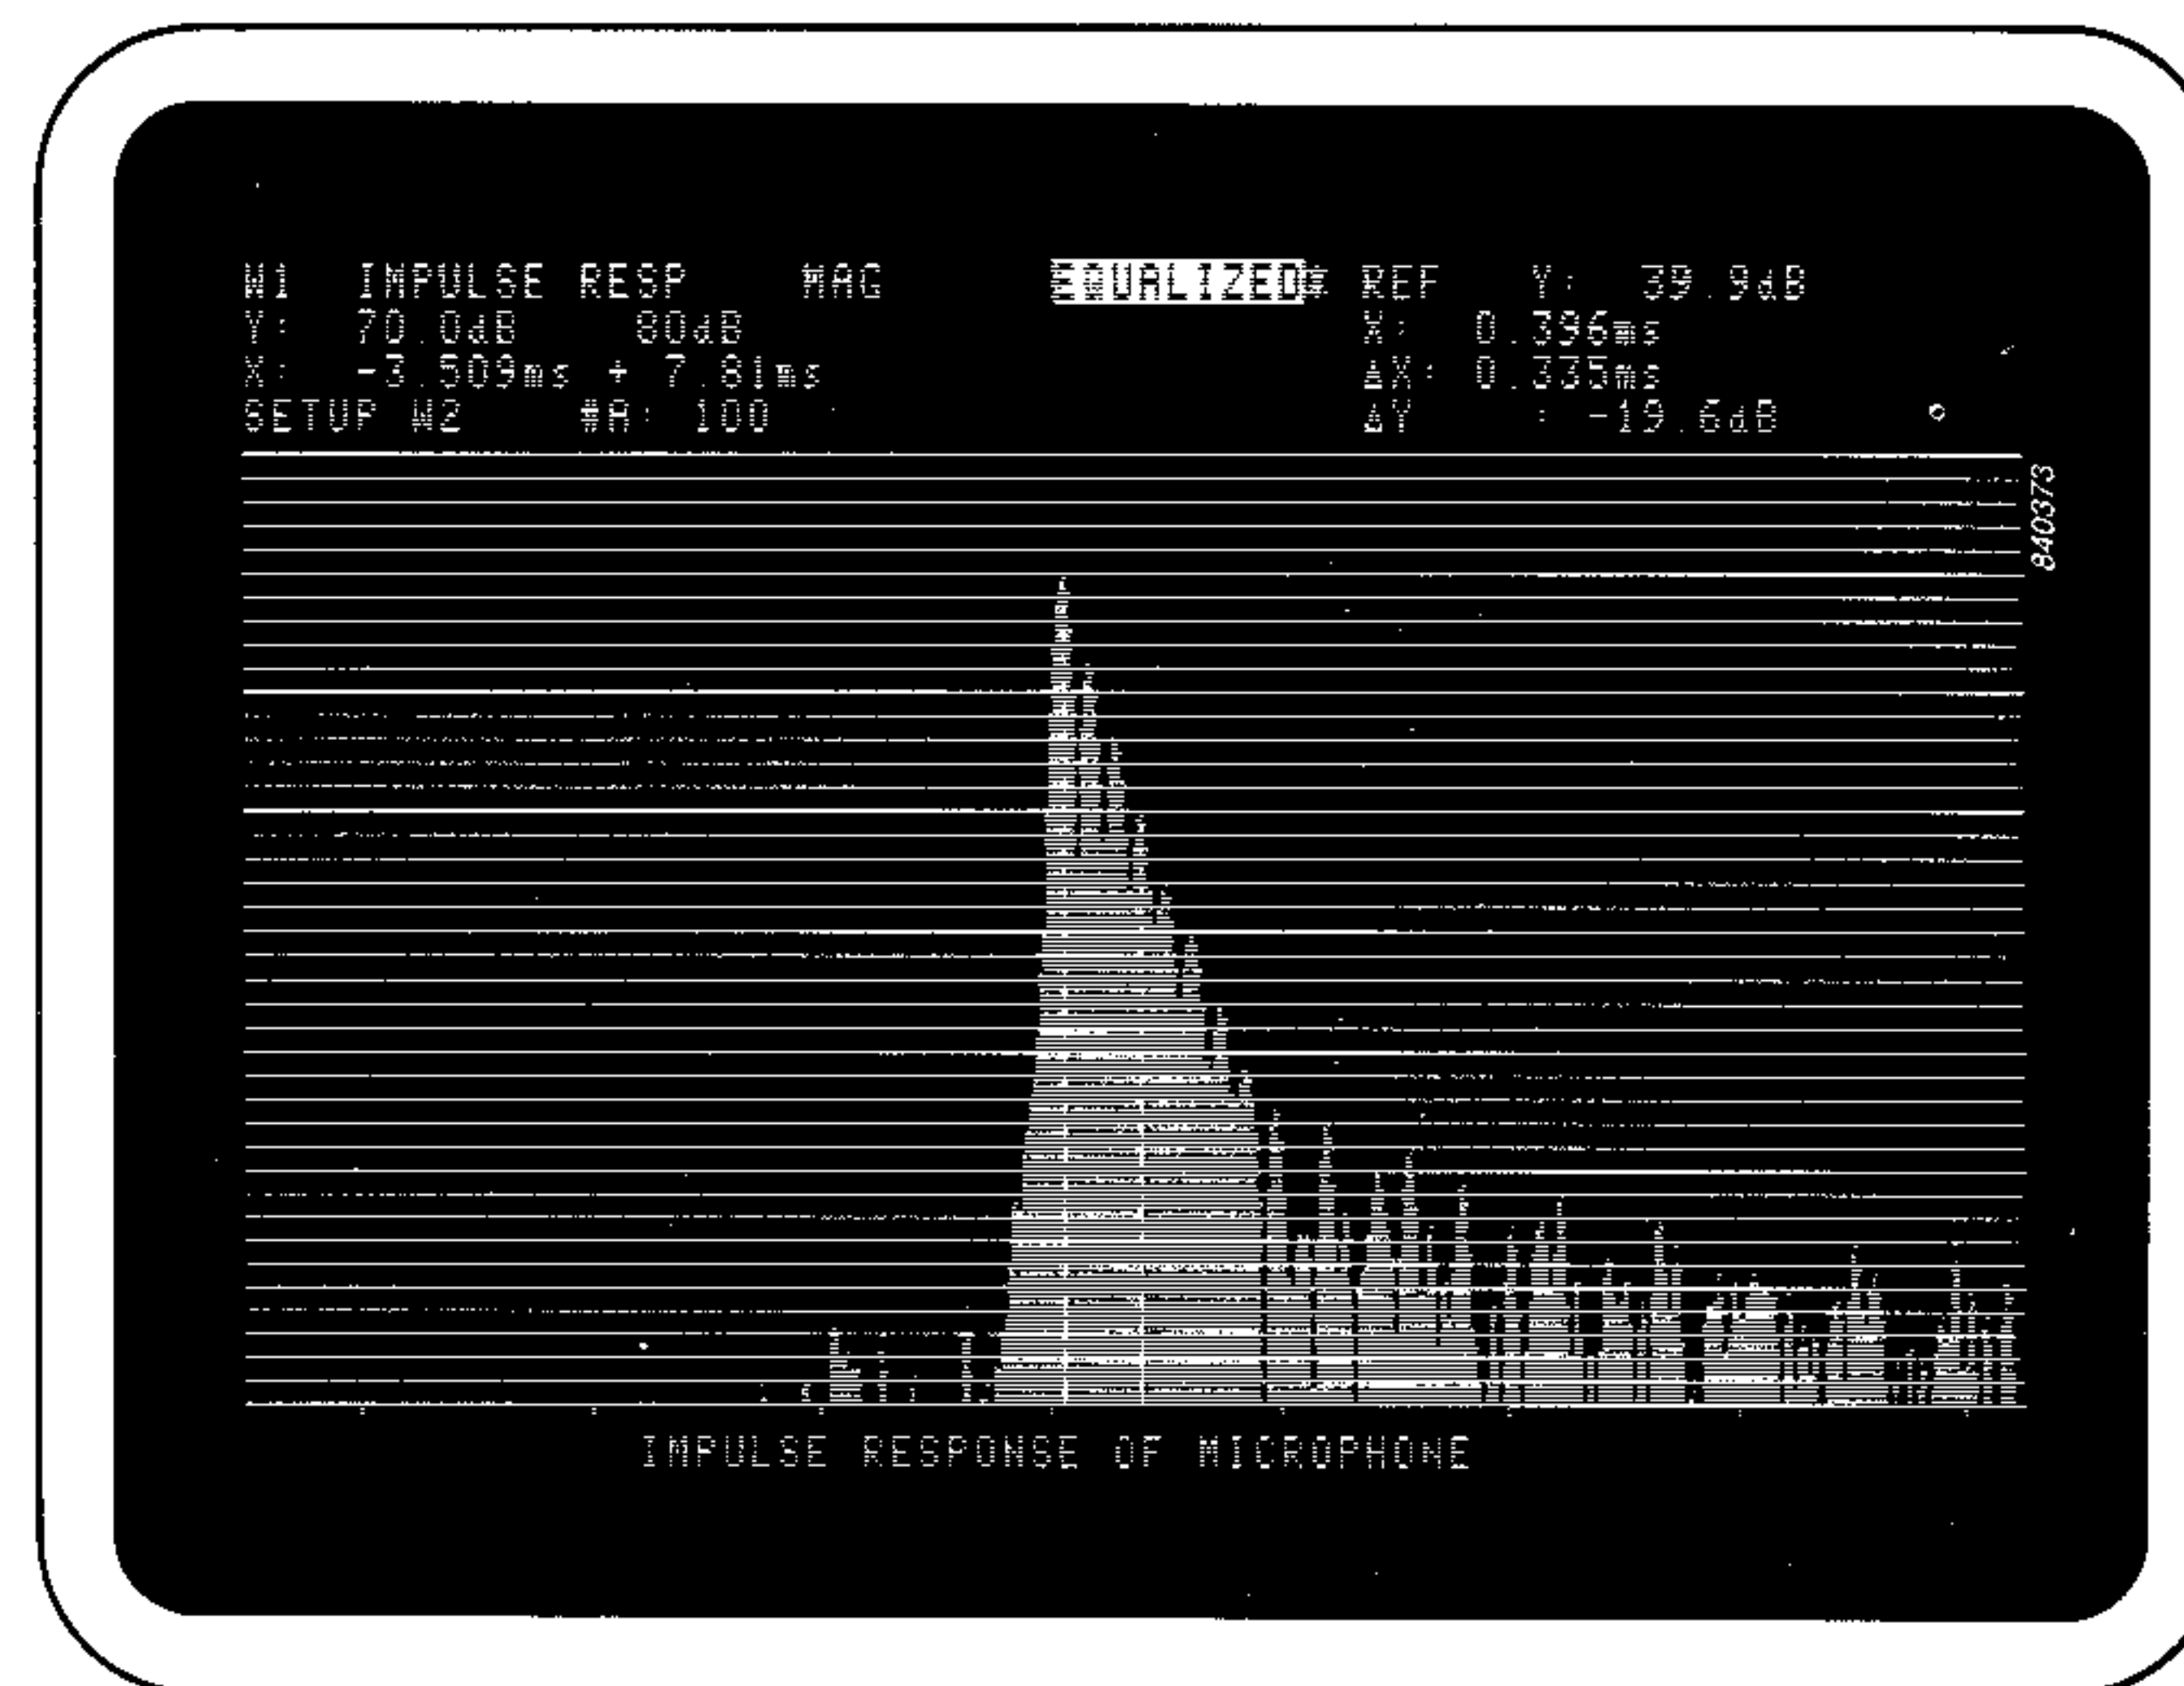 W1 IMPULSE RESP MAG EQUALIZED* REF Y: 39.9dB
Y: 70.0dB 80dB X: 0.396ms
X: -3.509ms + 7.81ms ΔX: 0.335ms
SETUP W2 #A: 100 ΔY : -19.6dB
840373
IMPULSE RESPONSE OF MICROPHONE